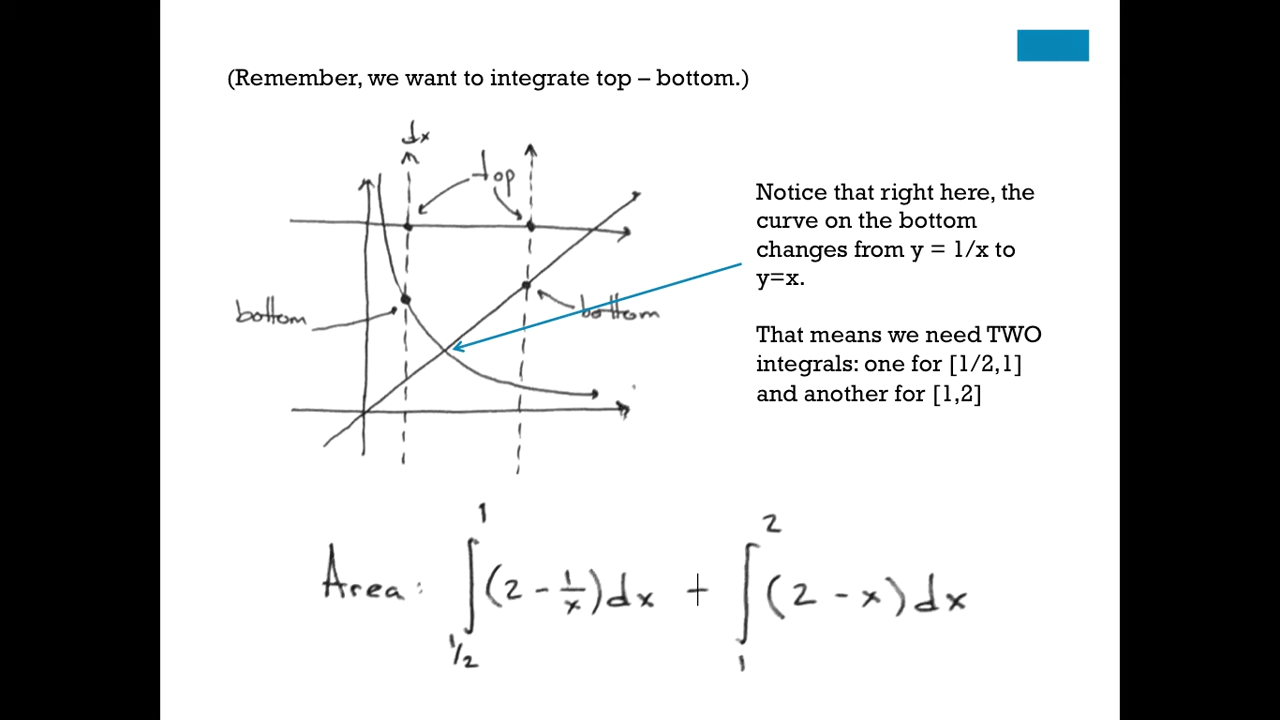 (Remember, we want to integrate top – bottom.)
dx
top
Notice that right here, the
curve on the bottom
changes from y = 1/x to
y=x.
bottom
bottom
That means we need TWO
integrals: one for [1/2,1]
and another for [1,2]
Area: ∫_{1/2}^{1} (2 - 1/x) dx + ∫_{1}^{2} (2 - x) dx